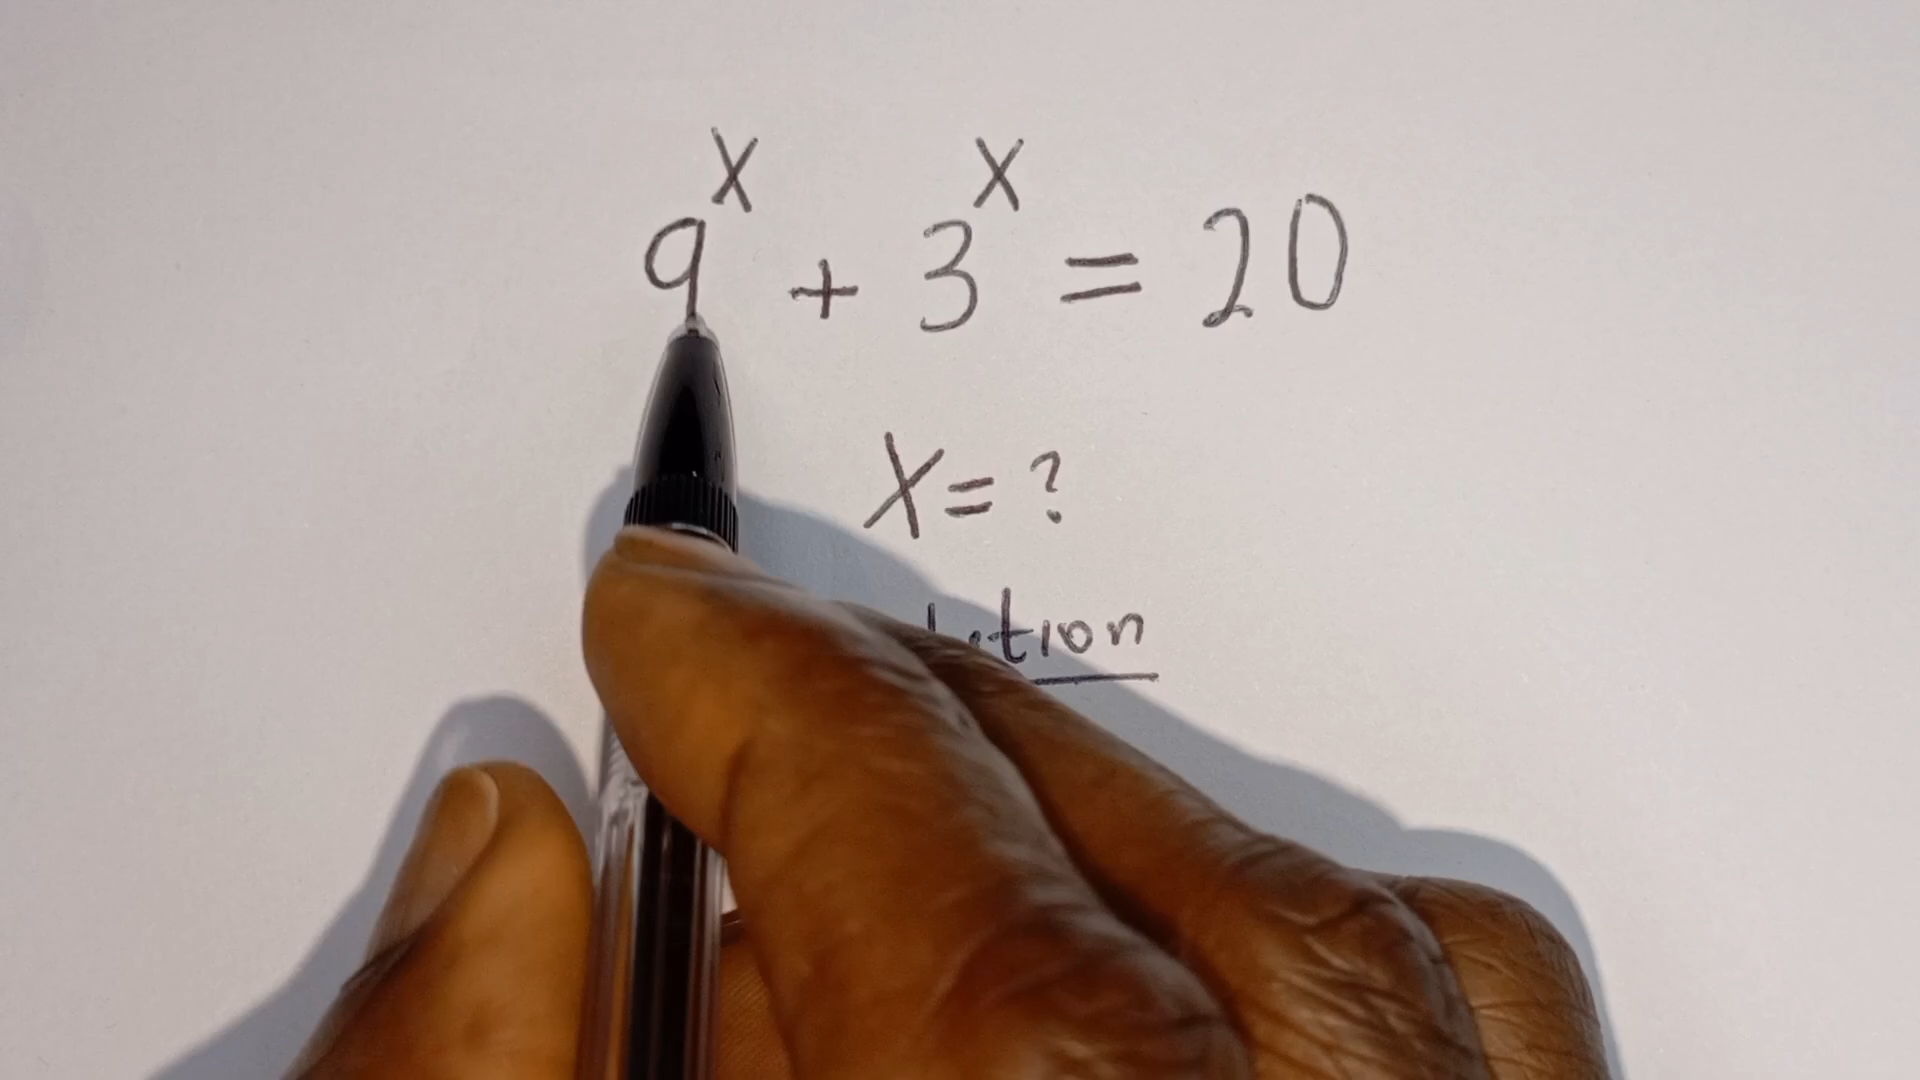 9^x + 3^x = 20
X = ?